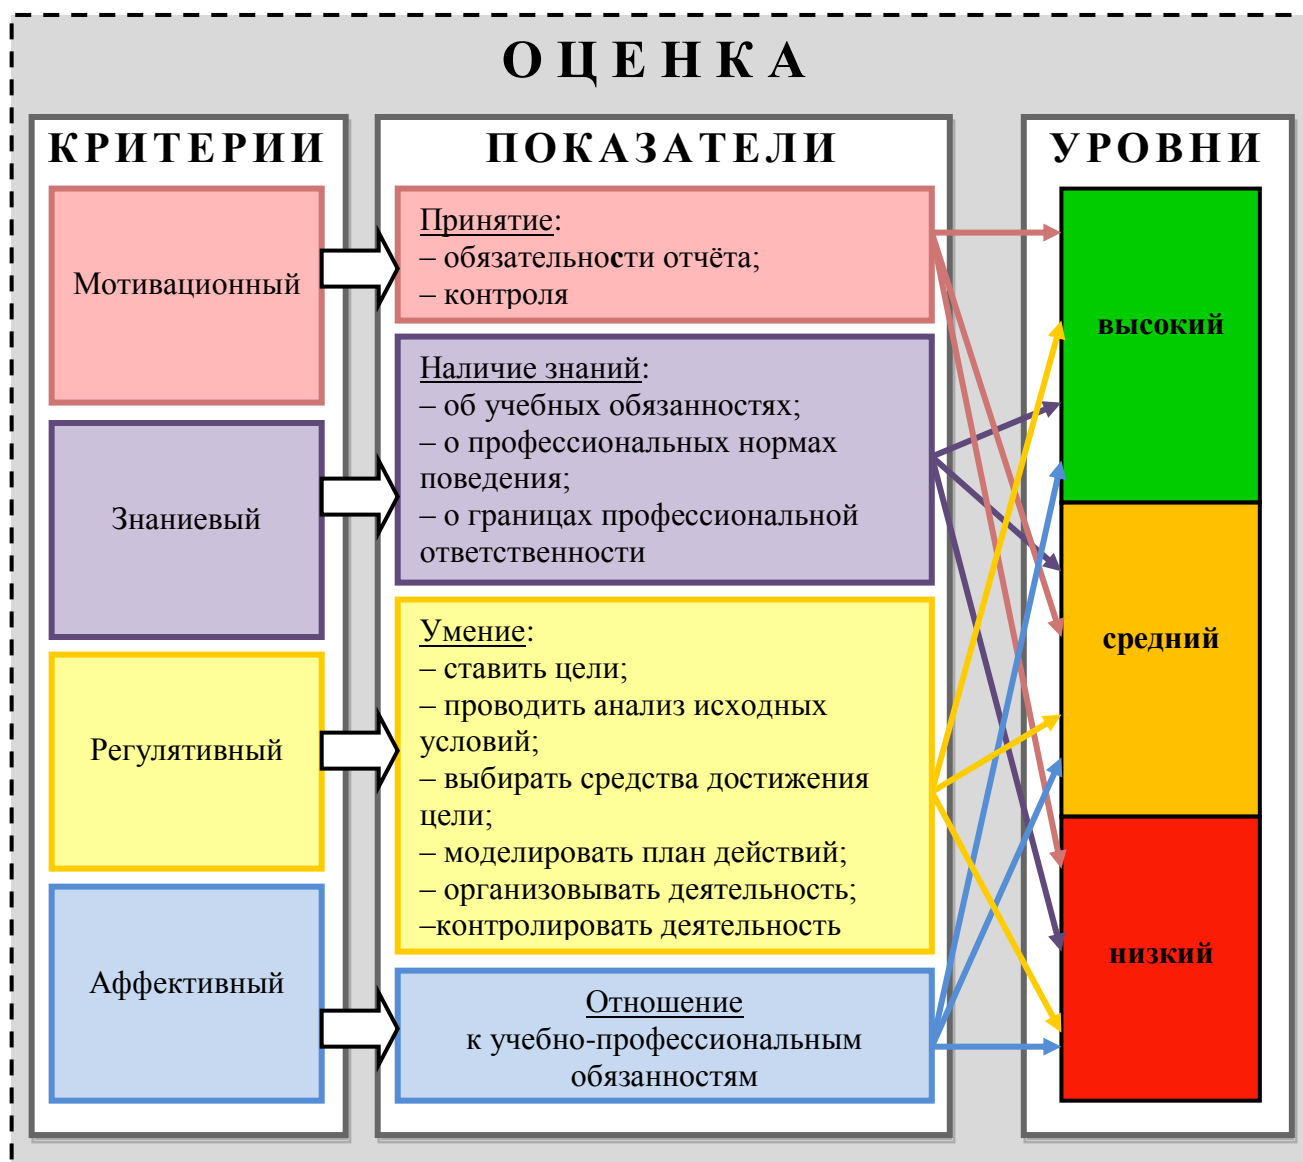 ОЦЕНКА
КРИТЕРИИ
Мотивационный
Знаниевый
Регулятивный
Аффективный
ПОКАЗАТЕЛИ
Принятие:
– обязательности отчёта;
– контроля
Наличие знаний:
– об учебных обязанностях;
– о профессиональных нормах
поведения;
– о границах профессиональной
ответственности
Умение:
– ставить цели;
– проводить анализ исходных
условий;
– выбирать средства достижения
цели;
– моделировать план действий;
– организовывать деятельность;
–контролировать деятельность
Отношение
к учебно-профессиональным
обязанностям
УРОВНИ
высокий
средний
низкий